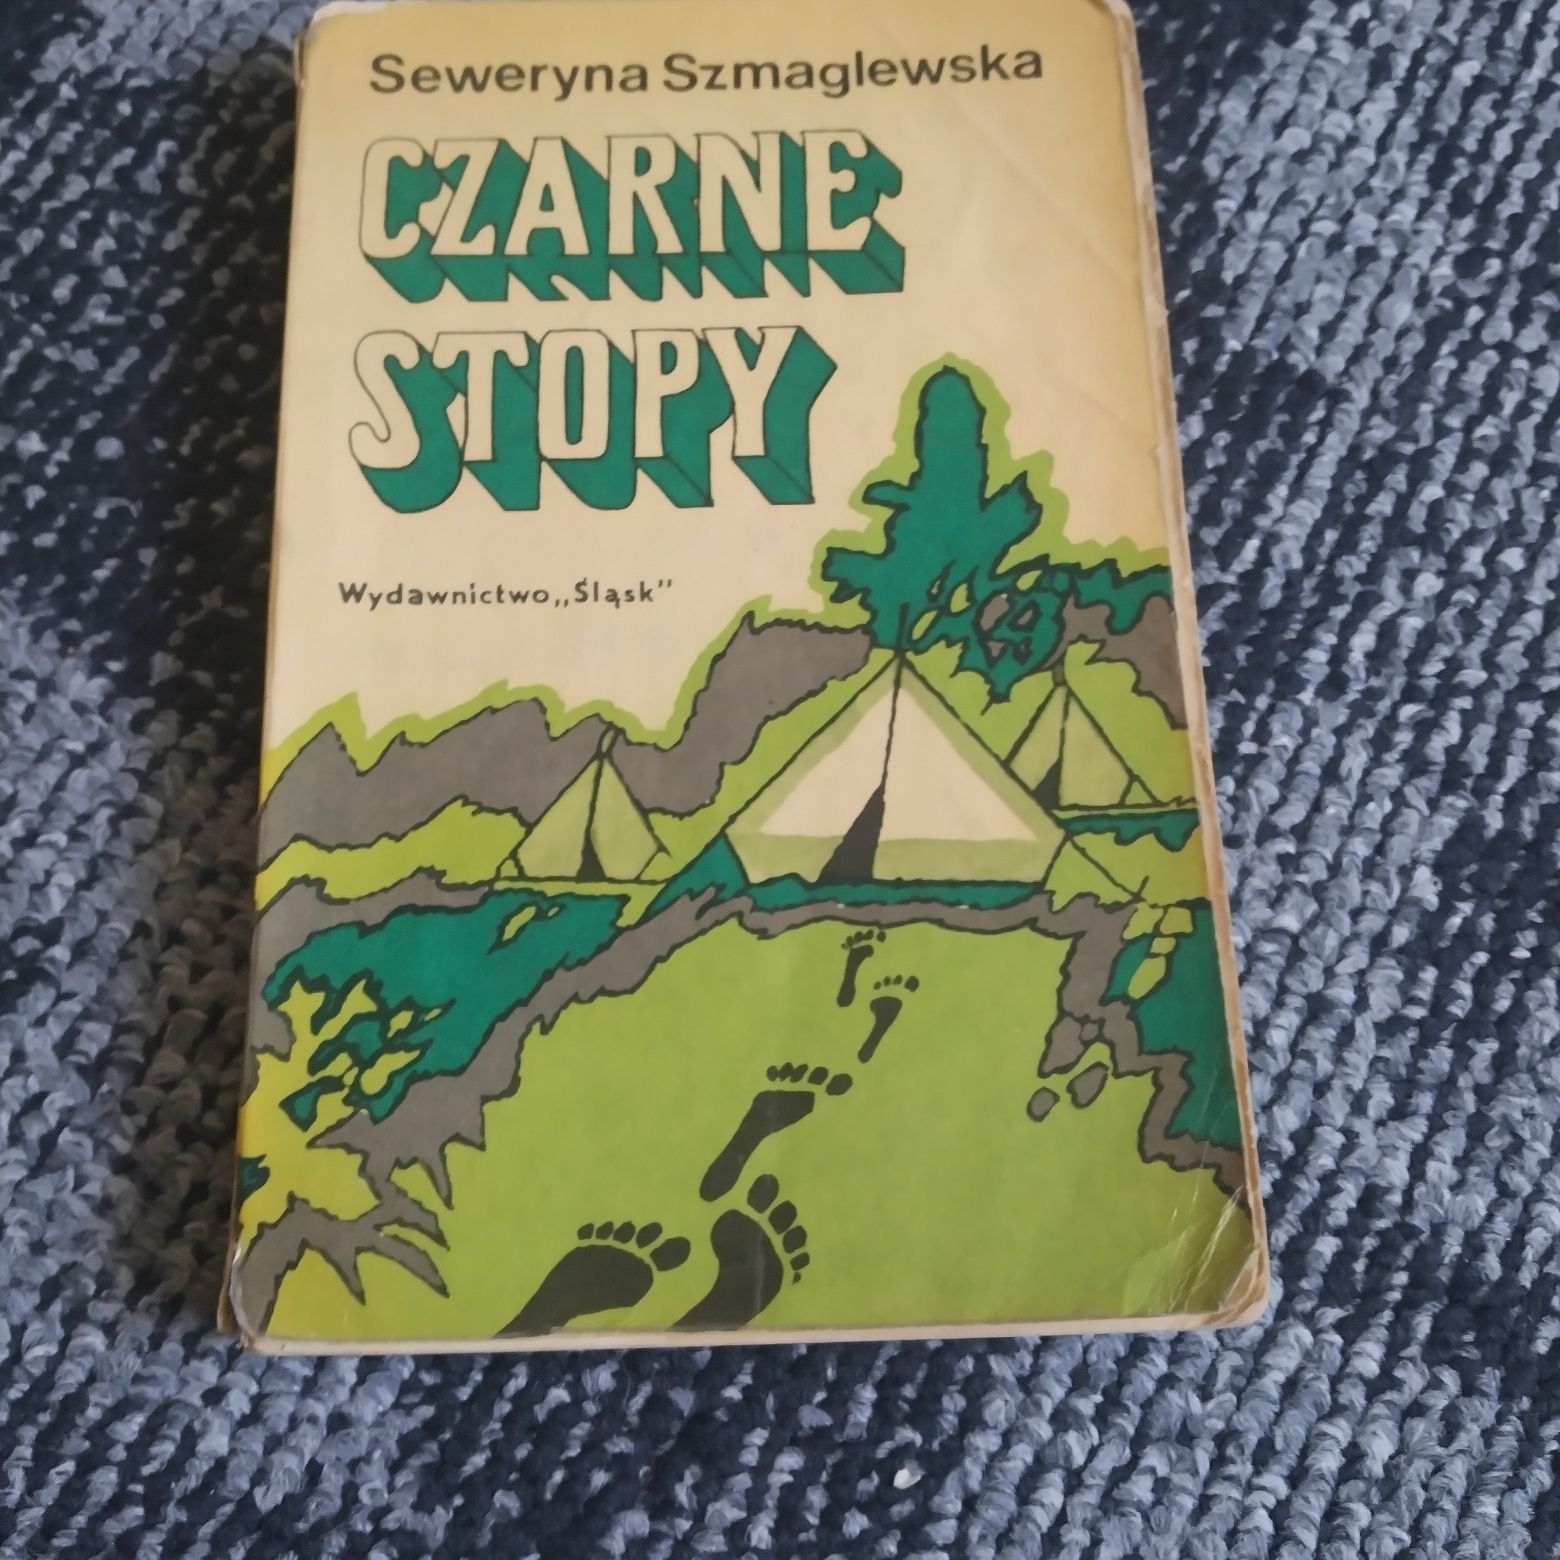 Seweryna Szmaglewska
CZARNE
STOPY
Wydawnictwo „Śląsk"